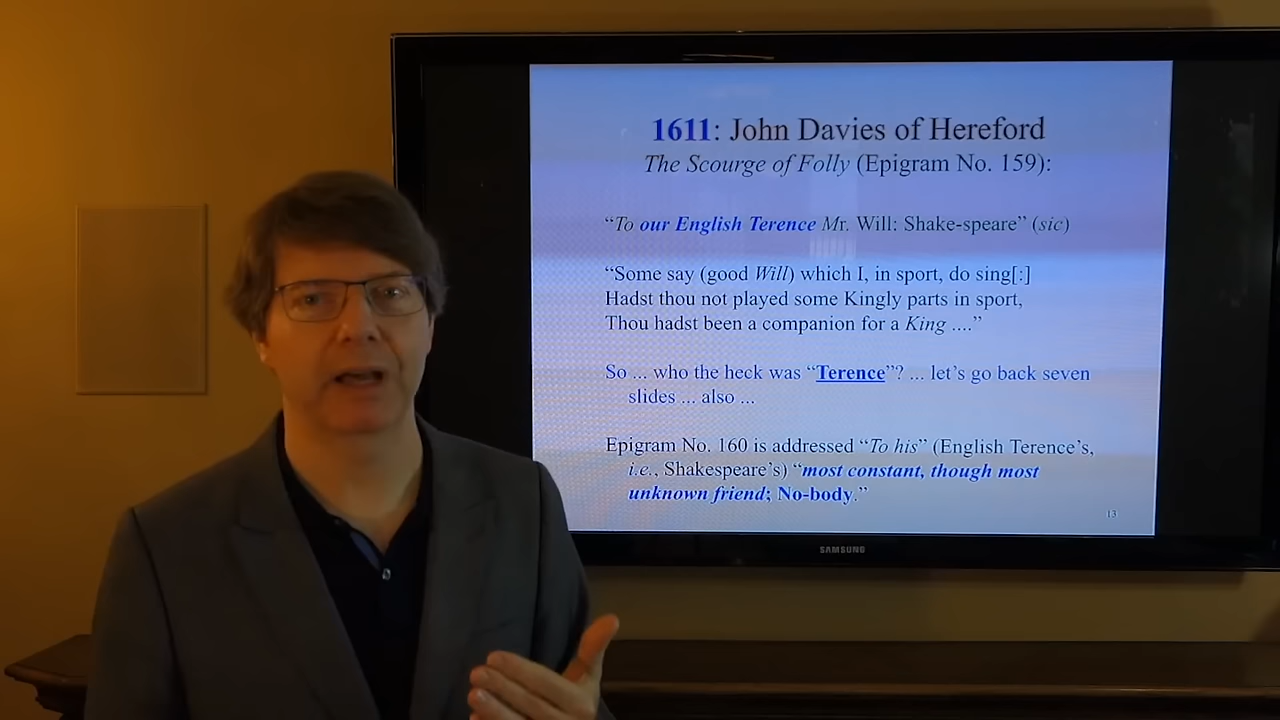 1611: John Davies of Hereford
The Scourge of Folly (Epigram No. 159):
“To our English Terence Mr. Will: Shake-speare” (sic)
“Some say (good Will) which I, in sport, do sing[:]
Hadst thou not played some Kingly parts in sport,
Thou hadst been a companion for a King ....”
So ... who the heck was “Terence”? ... let’s go back seven
slides ... also ...
Epigram No. 160 is addressed “To his” (English Terence’s,
i.e., Shakespeare’s) “most constant, though most
unknown friend; No-body.”
13
SAMSUNG